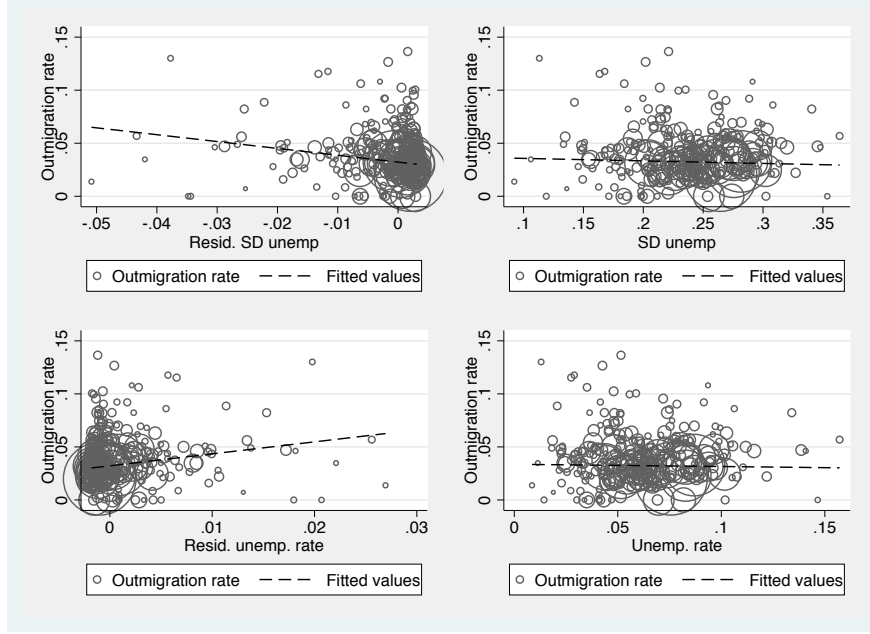 Outmigration rate
0 .05 .1 .15
-.05 -.04 -.03 -.02 -.01 0
Resid. SD unemp
Outmigration rate Fitted values
Outmigration rate
0 .05 .1 .15
.1 .15 .2 .25 .3 .35
SD unemp
Outmigration rate Fitted values
Outmigration rate
0 .05 .1 .15
0 .01 .02 .03
Resid. unemp. rate
Outmigration rate Fitted values
Outmigration rate
0 .05 .1 .15
0 .05 .1 .15
Unemp. rate
Outmigration rate Fitted values